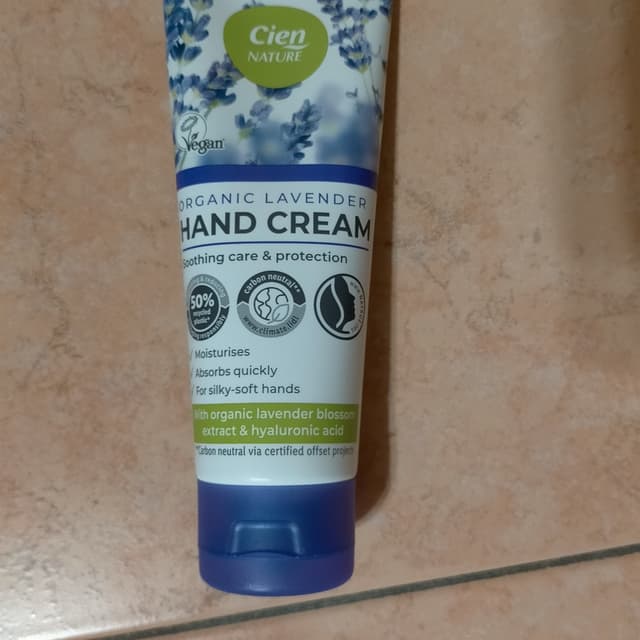 Cien
NATURE
Vegan
ORGANIC LAVENDER
HAND CREAM
Soothing care & protection
50%
recycled
carbon neutral**
www.climate.lidl
Moisturises
Absorbs quickly
For silky-soft hands
With organic lavender blossom
extract & hyaluronic acid
*Carbon neutral via certified offset projects